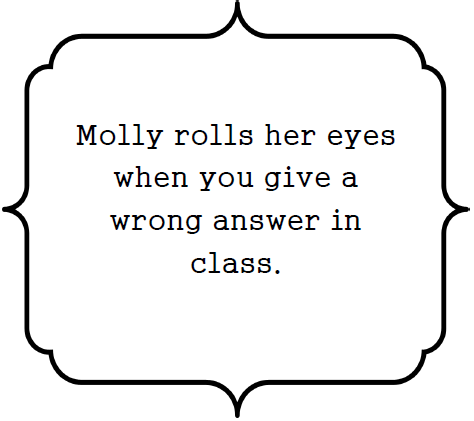 Molly rolls her eyes
when you give a
wrong answer in
class.